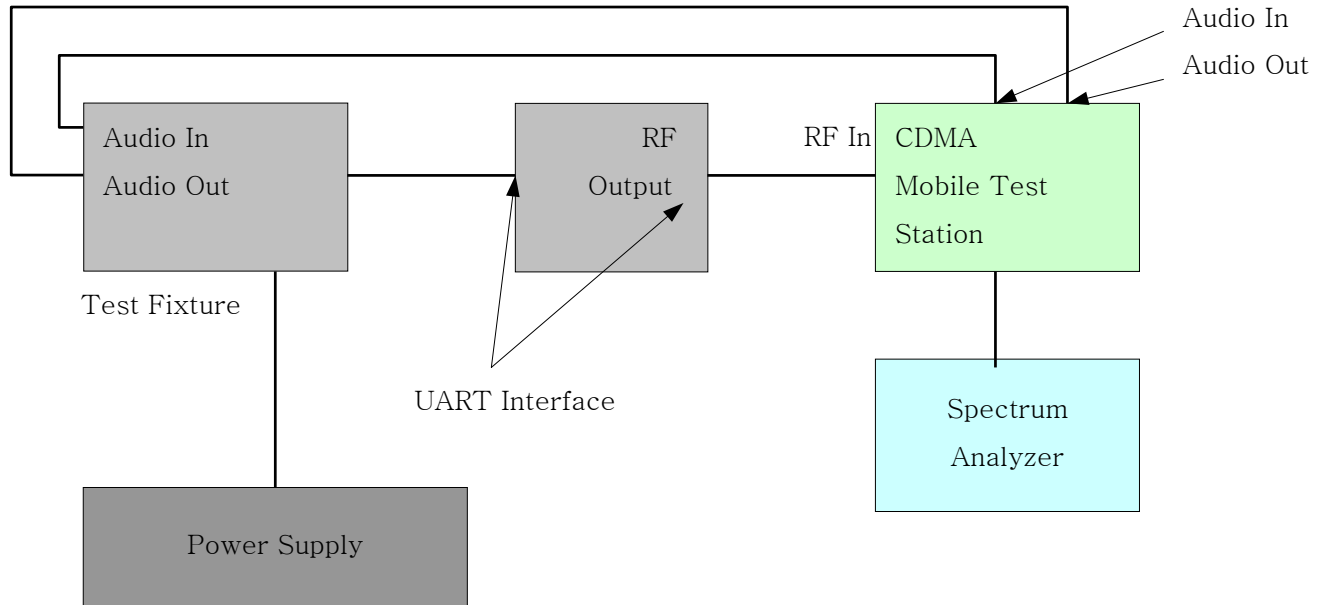 Audio In
Audio Out
Audio In
Audio Out
RF
Output
RF In
CDMA
Mobile Test
Station
Test Fixture
UART Interface
Spectrum
Analyzer
Power Supply